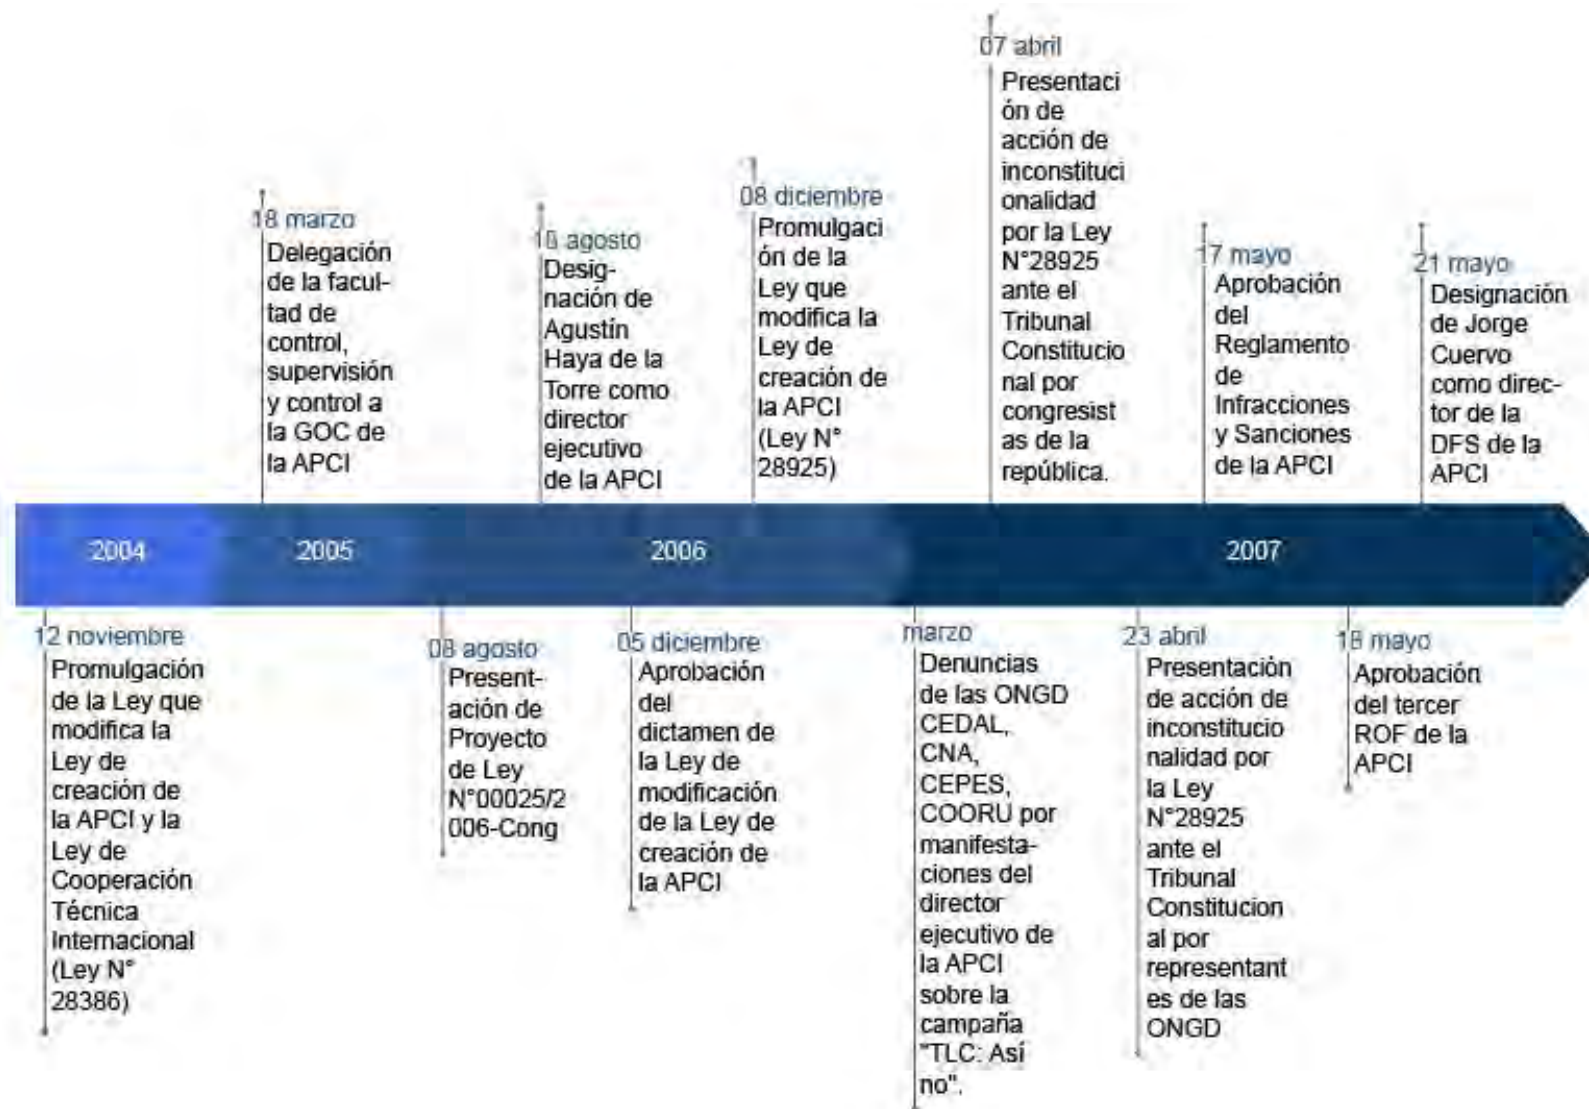 07 abril
Presentaci
ón de
acción de
inconstituci
onalidad
por la Ley
N°28925
ante el
Tribunal
Constitucio
nal por
congresist
as de la
república.
18 marzo
Delegación
de la facul-
tad de
control,
supervisión
y control a
la GOC de
la APCI
agosto
Desig-
nación de
Agustín
Haya de la
Torre como
director
ejecutivo
de la APCI
08 diciembre
Promulgaci
ón de la
Ley que
modifica la
Ley de
creación de
la APCI
(Ley N°
28925)
17 mayo
Aprobación
del
Reglamento
de
Infracciones
y Sanciones
de la APCI
21 mayo
Designación
de Jorge
Cuervo
como direc-
tor de la
DFS de la
APCI
2004
2005
2006
2007
12 noviembre
Promulgación
de la Ley que
modifica la
Ley de
creación de
la APCI y la
Ley de
Cooperación
Técnica
Internacional
(Ley N°
28386)
08 agosto
Present-
ación de
Proyecto
de Ley
N°00025/2
006-Cong
05 diciembre
Aprobación
del
dictamen de
la Ley de
modificación
de la Ley de
creación de
la APCI
marzo
Denuncias
de las ONGD
CEDAL,
CNA,
CEPES,
COORU por
manifesta-
ciones del
director
ejecutivo de
la APCI
sobre la
campaña
"TLC: Así
no".
23 abril
Presentación
de acción de
inconstitucio
nalidad por
la Ley
N°28925
ante el
Tribunal
Constitucion
al por
representant
es de las
ONGD
18 mayo
Aprobación
del tercer
ROF de la
APCI